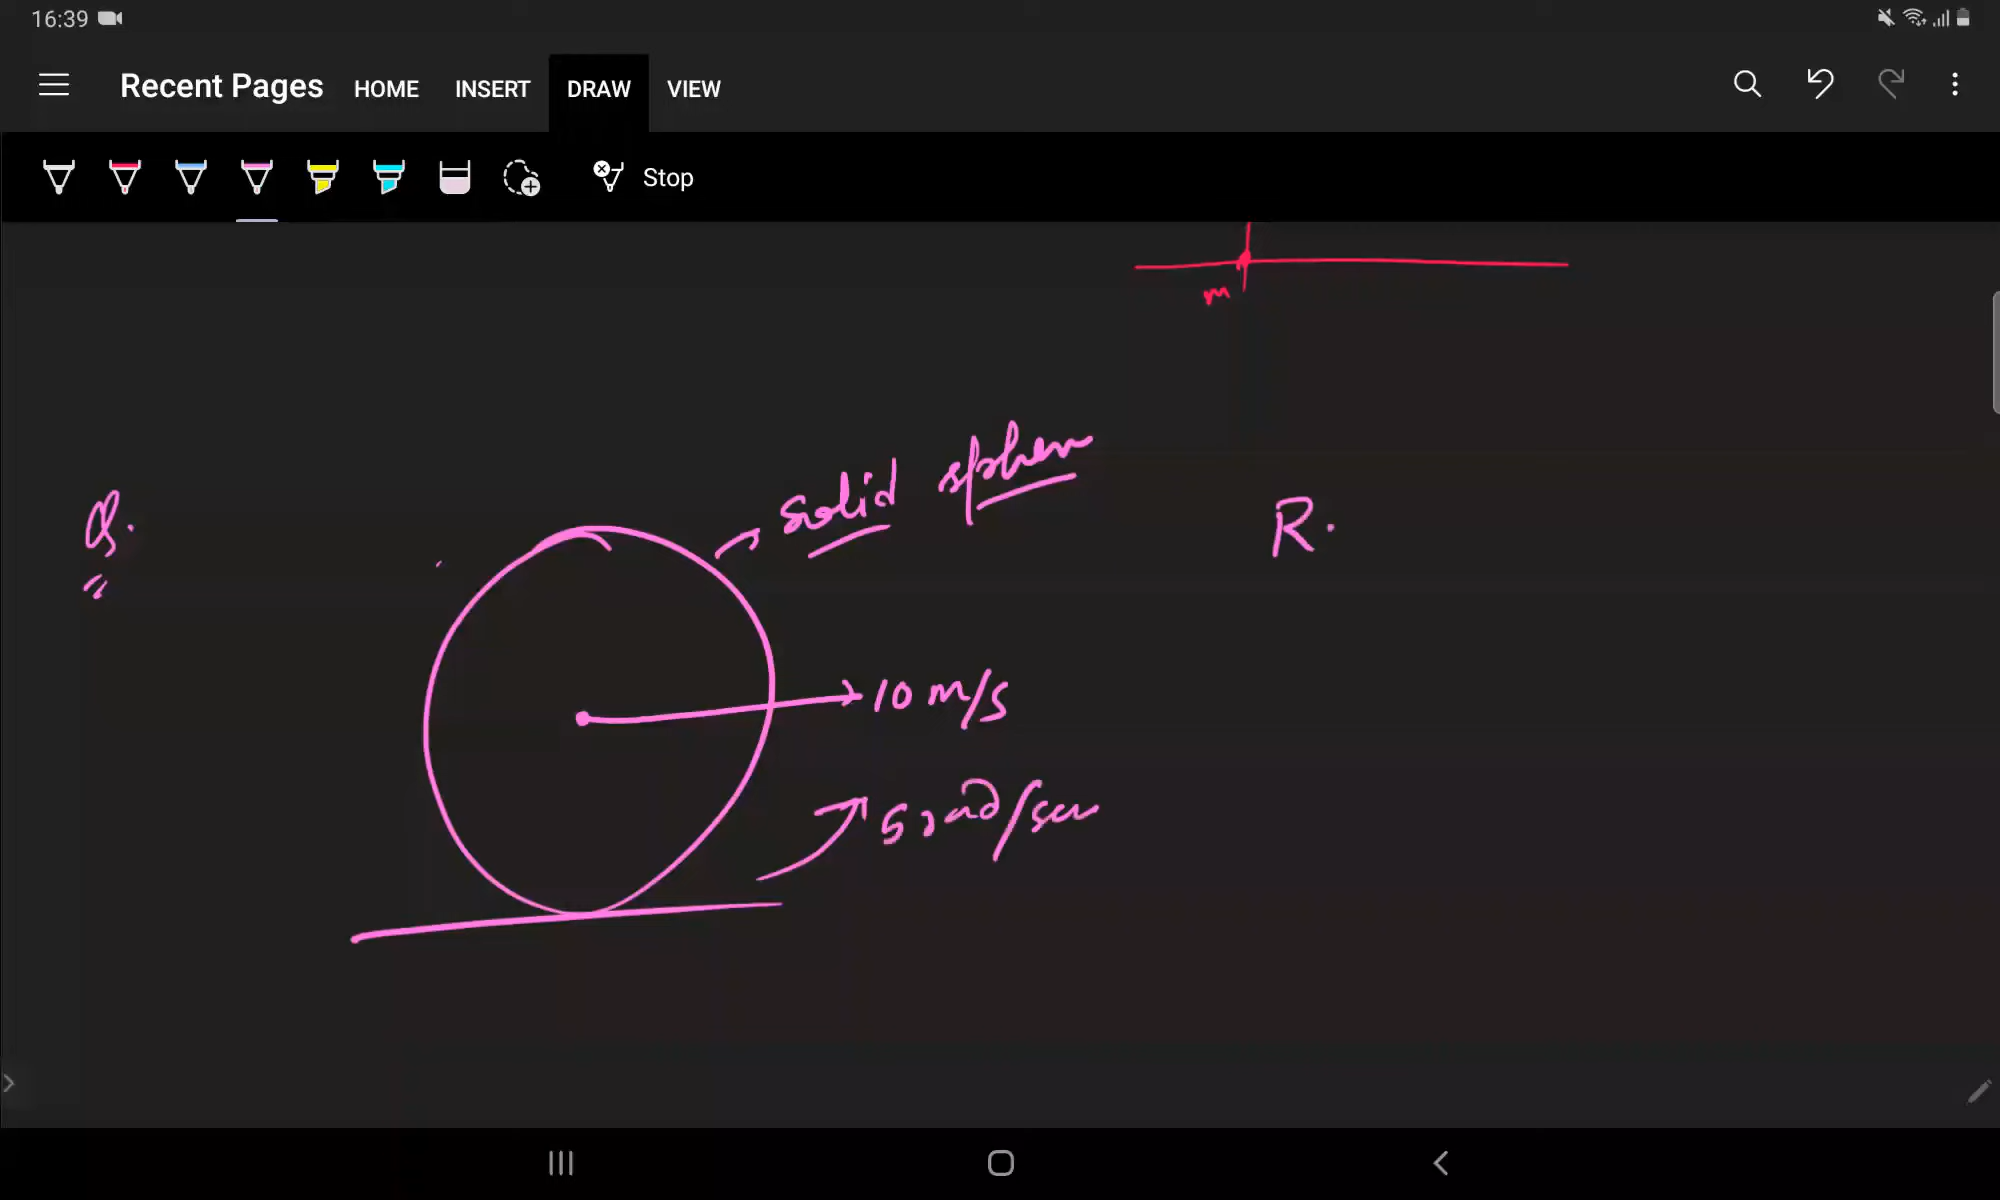 16:39
Recent Pages HOME INSERT DRAW VIEW
Stop
m
Q.
solid sphere
R.
10 m/s
5 rad/sec